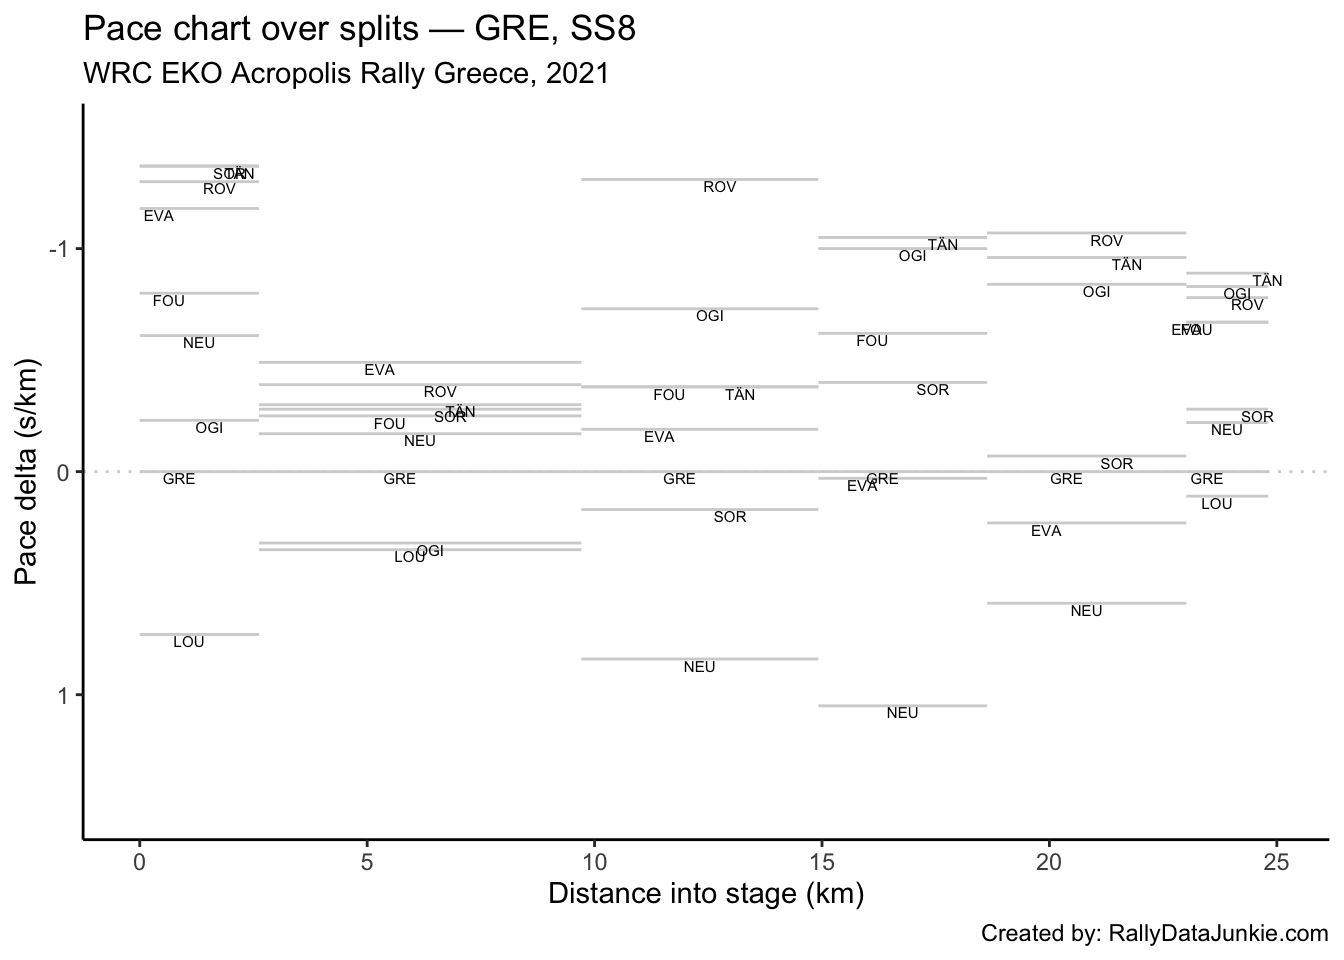 Pace chart over splits — GRE, SS8
WRC EKO Acropolis Rally Greece, 2021
SOR TÄN
ROV
ROV
EVA
ROV
TÄN
TÄN
-1
OGI
TÄN
OGI
OGI
FOU
ROV
OGI
EVA FOU
NEU
FOU
EVA
SOR
ROV
FOU
TÄN
TÄN
SOR
SOR
FOU
OGI
NEU
EVA
NEU
SOR
0
GRE
GRE
GRE
GRE
GRE
GRE
EVA
LOU
SOR
EVA
OGI
LOU
NEU
LOU
NEU
1
NEU
Pace delta (s/km)
0
5
10
15
20
25
Distance into stage (km)
Created by: RallyDataJunkie.com